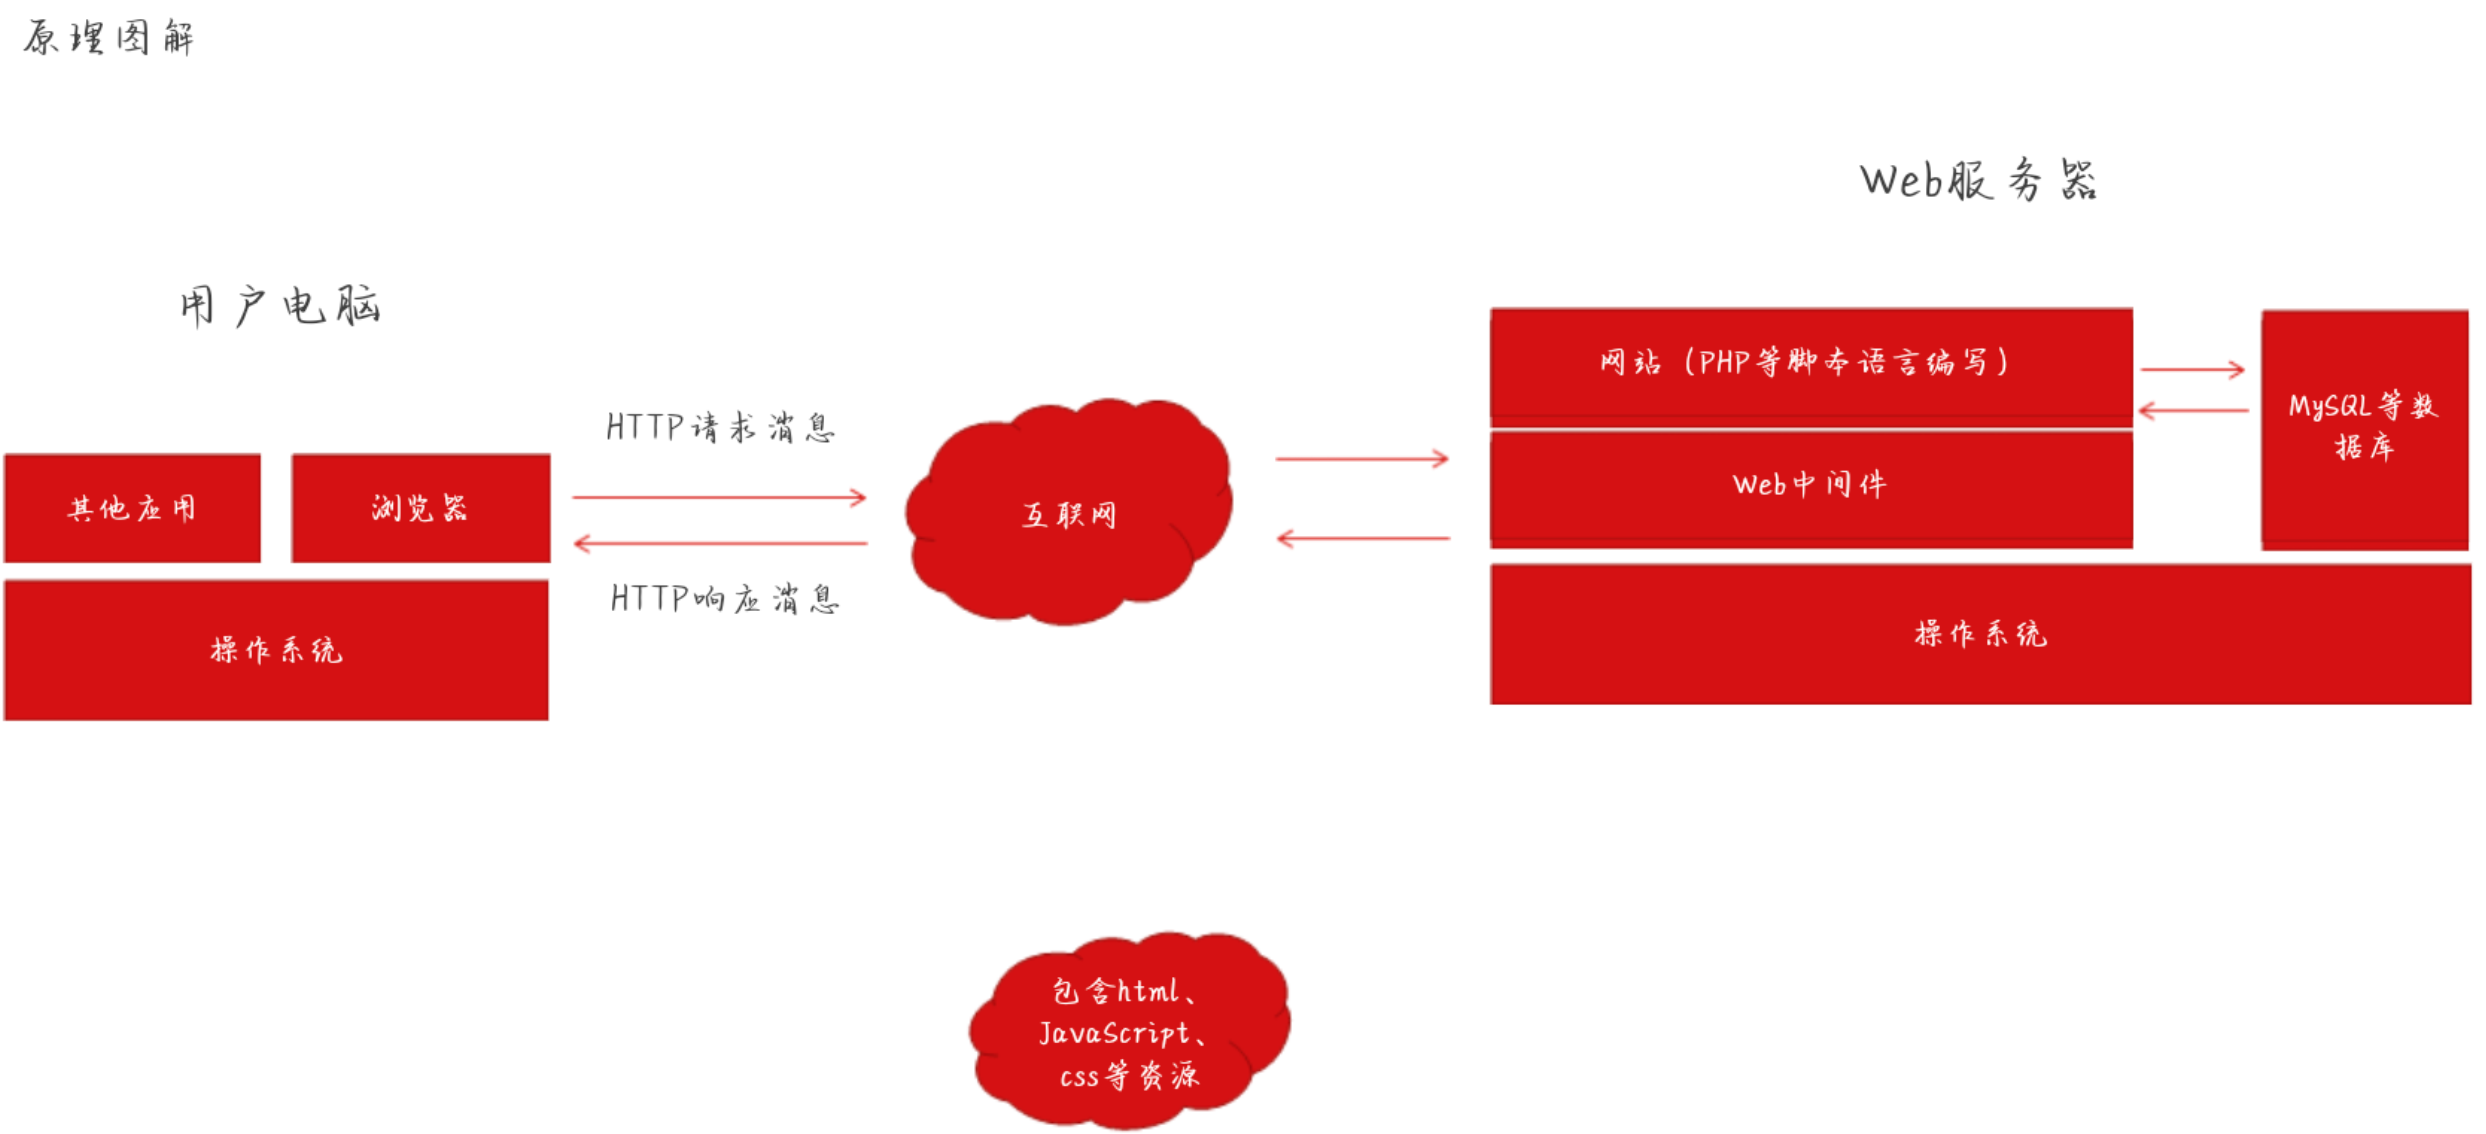 原理图解
Web服务器
用户电脑
网站（PHP等脚本语言编写）
MySQL等数
据库
HTTP请求消息
Web中间件
其他应用
浏览器
互联网
HTTP响应消息
操作系统
操作系统
包含html、
JavaScript、
css等资源